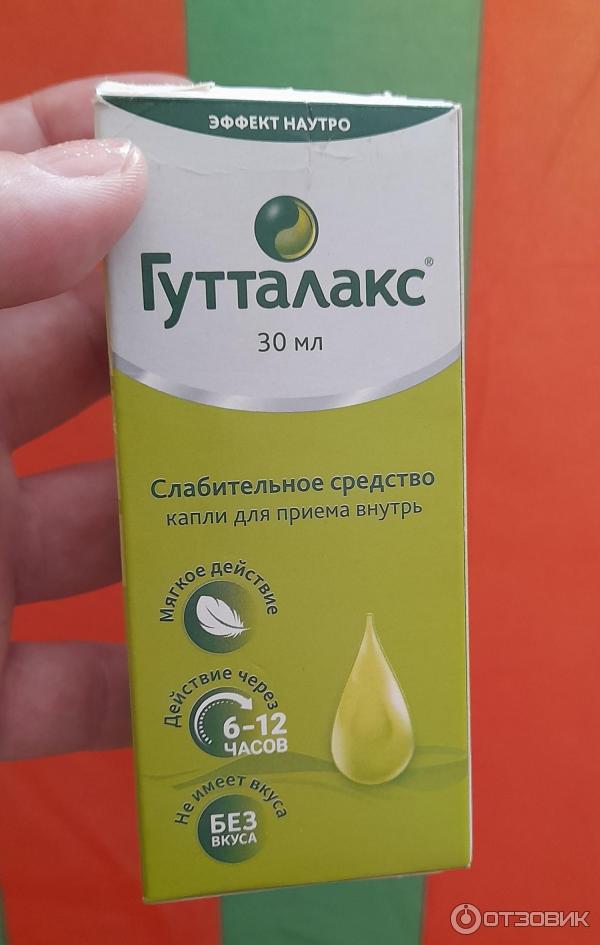 ЭФФЕКТ НАУТРО
Гутталакс®
30 мл
Слабительное средство
капли для приема внутрь
Мягкое действие
Действие через
6-12
ЧАСОВ
Не имеет вкуса
БЕЗ
ВКУСА
ОТЗОВИК